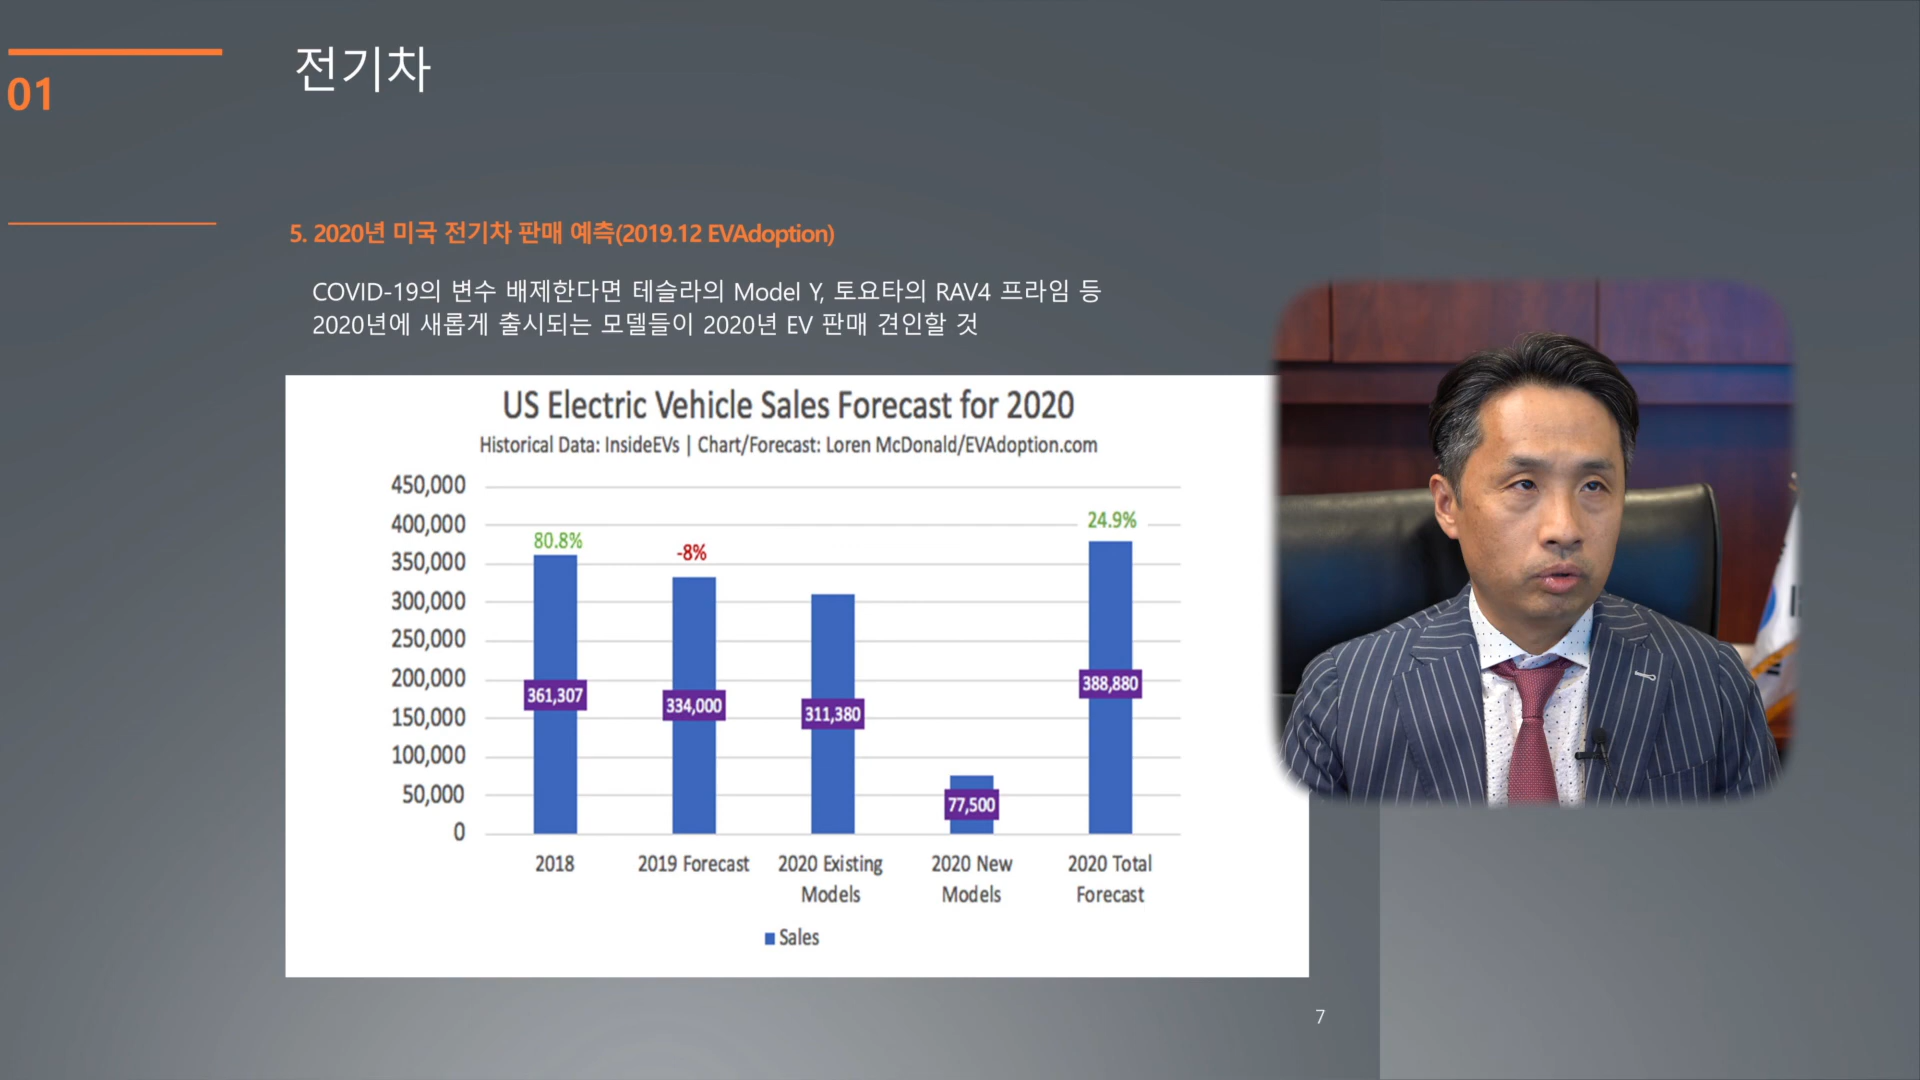 01
전기차
5. 2020년 미국 전기차 판매 예측(2019.12 EVAdoption)
COVID-19의 변수 배제한다면 테슬라의 Model Y, 토요타의 RAV4 프라임 등
2020년에 새롭게 출시되는 모델들이 2020년 EV 판매 견인할 것
US Electric Vehicle Sales Forecast for 2020
Historical Data: InsideEVs | Chart/Forecast: Loren McDonald/EVAdoption.com
450,000
400,000
350,000
300,000
250,000
200,000
150,000
100,000
50,000
0
80.8%
-8%
24.9%
361,307
334,000
311,380
77,500
388,880
2018
2019 Forecast
2020 Existing
Models
2020 New
Models
2020 Total
Forecast
Sales
7